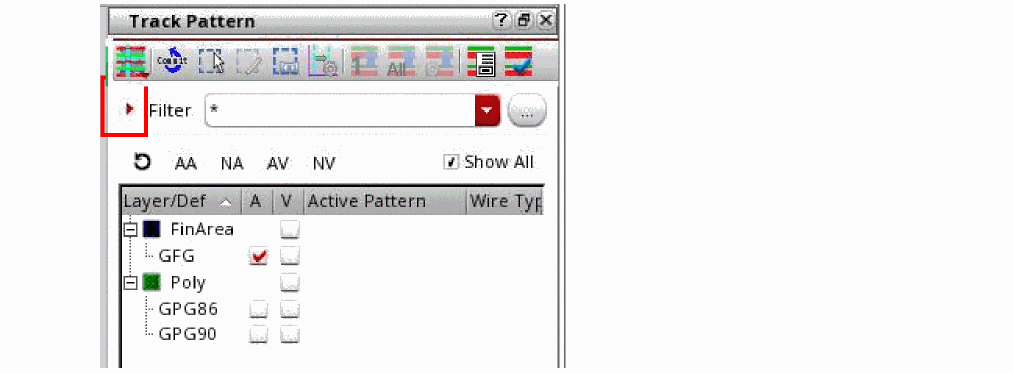 Track Pattern ?
Commit All
Filter * ...
AA NA AV NV Show All
Layer/Def A V Active Pattern Wire Typ
FinArea
GFG
Poly
GPG86
GPG90